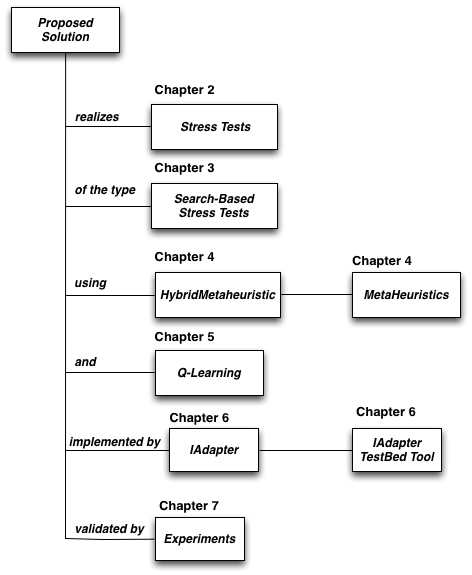 Proposed
Solution
Chapter 2
realizes
Stress Tests
Chapter 3
of the type
Search-Based
Stress Tests
Chapter 4
Chapter 4
using
HybridMetaheuristic
MetaHeuristics
Chapter 5
and
Q-Learning
Chapter 6
Chapter 6
implemented by
IAdapter
IAdapter
TestBed Tool
Chapter 7
validated by
Experiments